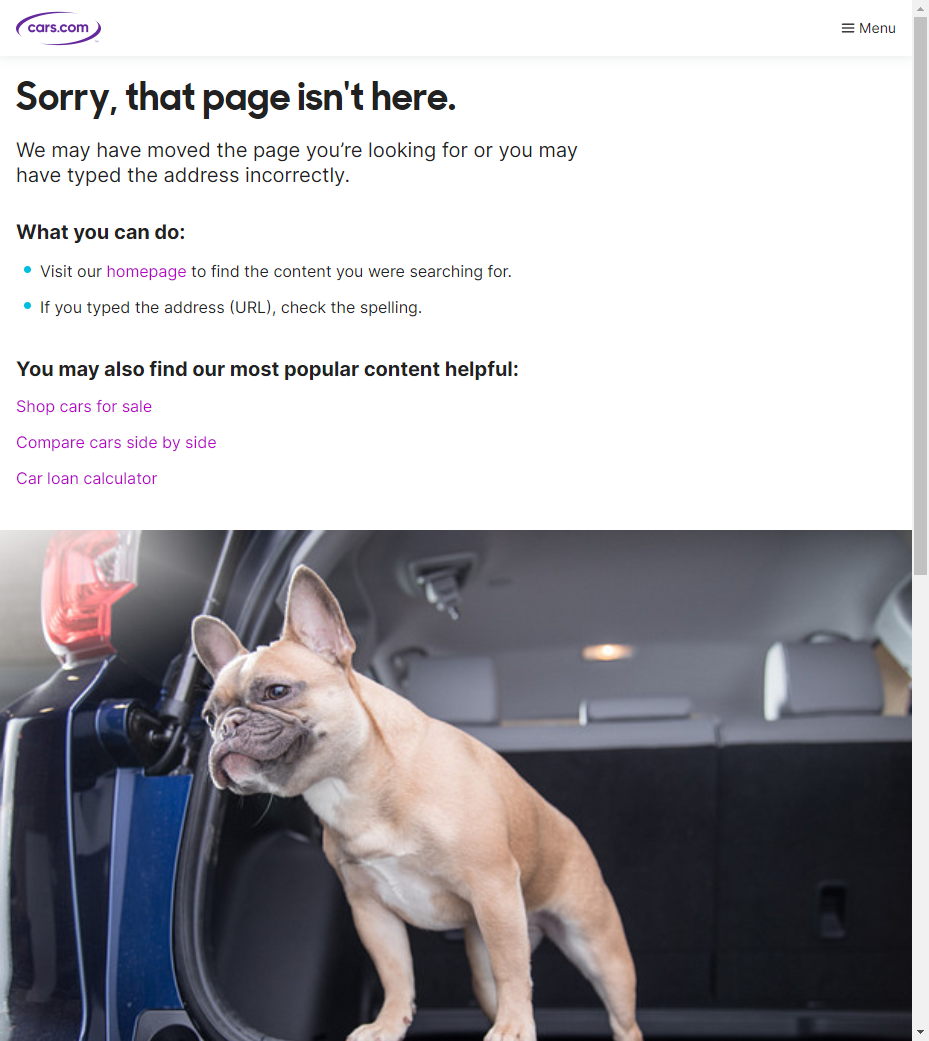 cars.com
Menu
Sorry, that page isn't here.
We may have moved the page you’re looking for or you may
have typed the address incorrectly.
What you can do:
Visit our homepage to find the content you were searching for.
If you typed the address (URL), check the spelling.
You may also find our most popular content helpful:
Shop cars for sale
Compare cars side by side
Car loan calculator